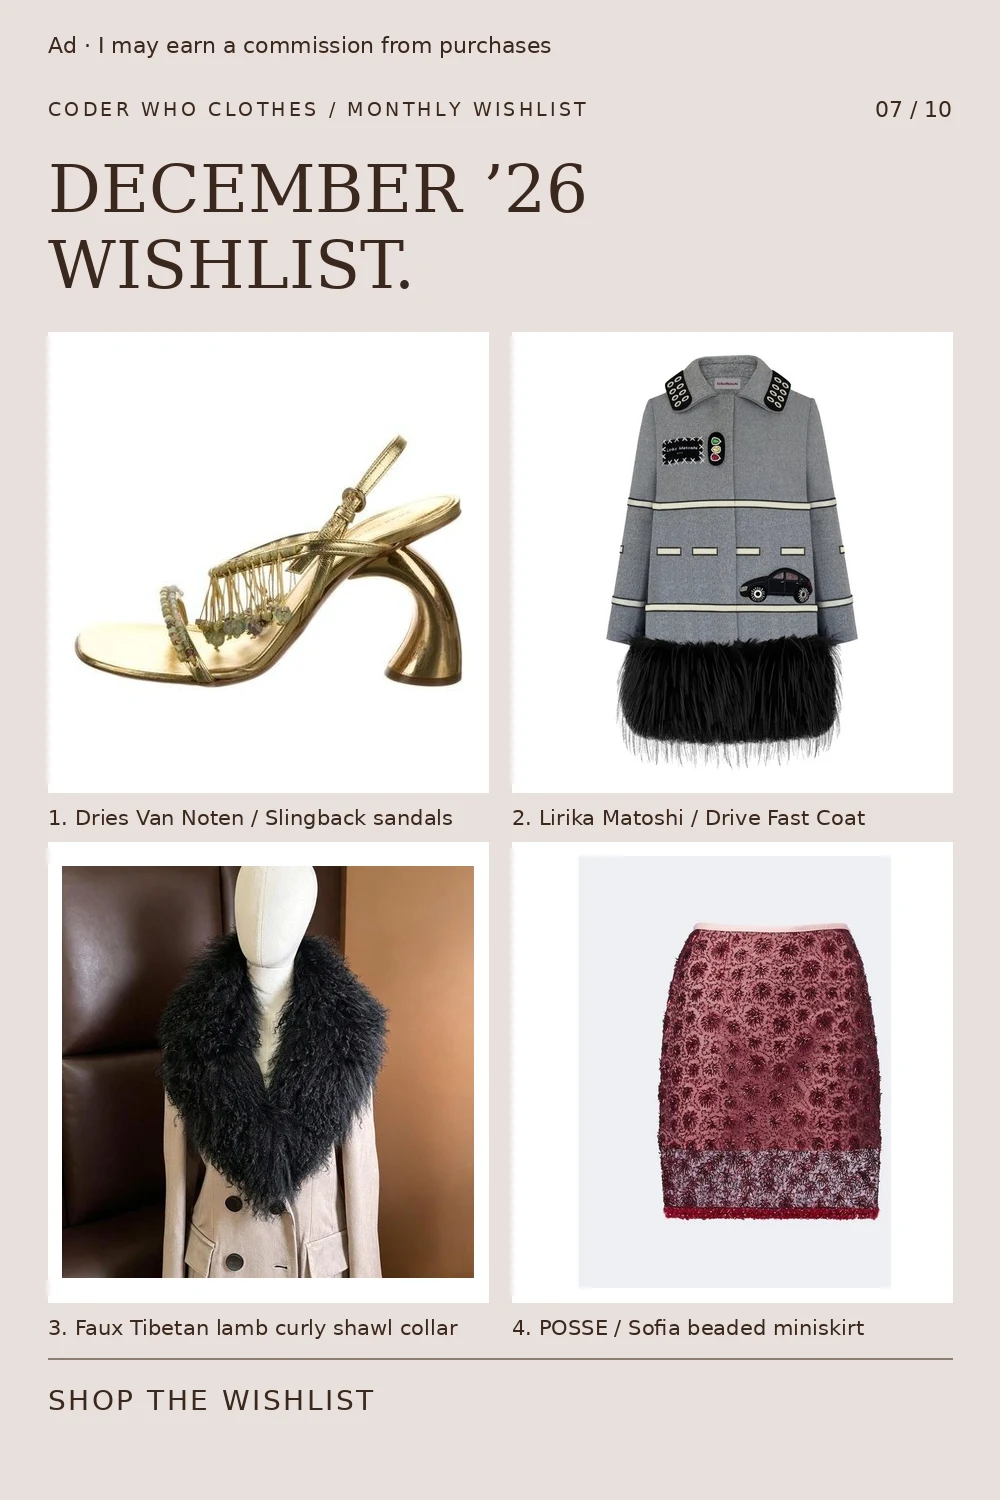 Ad · I may earn a commission from purchases
CODER WHO CLOTHES / MONTHLY WISHLIST
07 / 10
DECEMBER ’26
WISHLIST.
1. Dries Van Noten / Slingback sandals
2. Lirika Matoshi / Drive Fast Coat
3. Faux Tibetan lamb curly shawl collar
4. POSSE / Sofia beaded miniskirt
SHOP THE WISHLIST